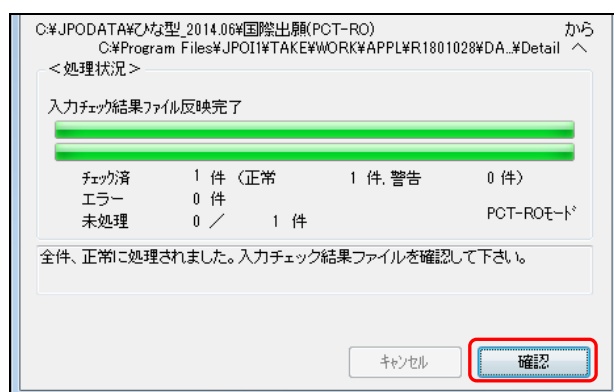 C:¥JPODATA¥ひな型_2014.06¥国際出願(PCT-RO) から
C:¥Program Files¥JPOI1¥TAKE¥WORK¥APPL¥R1801028¥DA..¥Detail へ
<処理状況>
入力チェック結果ファイル反映完了
チェック済 1 件 (正常 1 件, 警告 0 件)
エラー 0 件
未処理 0 / 1 件 PCT-ROモード
全件、正常に処理されました。入力チェック結果ファイルを確認して下さい。
キャンセル 確認